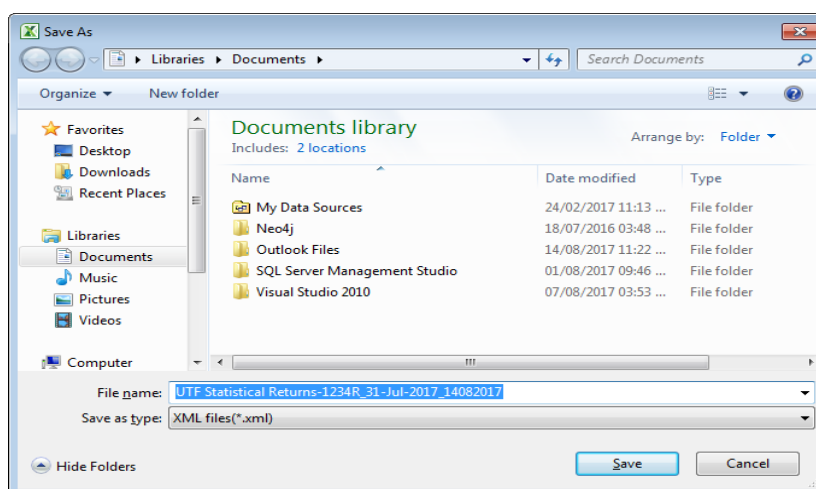 Save As
Libraries Documents
Search Documents
Organize New folder
Favorites
Desktop
Downloads
Recent Places
Libraries
Documents
Music
Pictures
Videos
Computer
Documents library
Includes: 2 locations
Arrange by: Folder
Name Date modified Type
My Data Sources 24/02/2017 11:13 ... File folder
Neo4j 18/07/2016 03:48 ... File folder
Outlook Files 14/08/2017 11:22 ... File folder
SQL Server Management Studio 01/08/2017 09:46 ... File folder
Visual Studio 2010 07/08/2017 03:53 ... File folder
File name: UTF Statistical Returns-1234R_31-Jul-2017_14082017
Save as type: XML files(*.xml)
Hide Folders
Save
Cancel